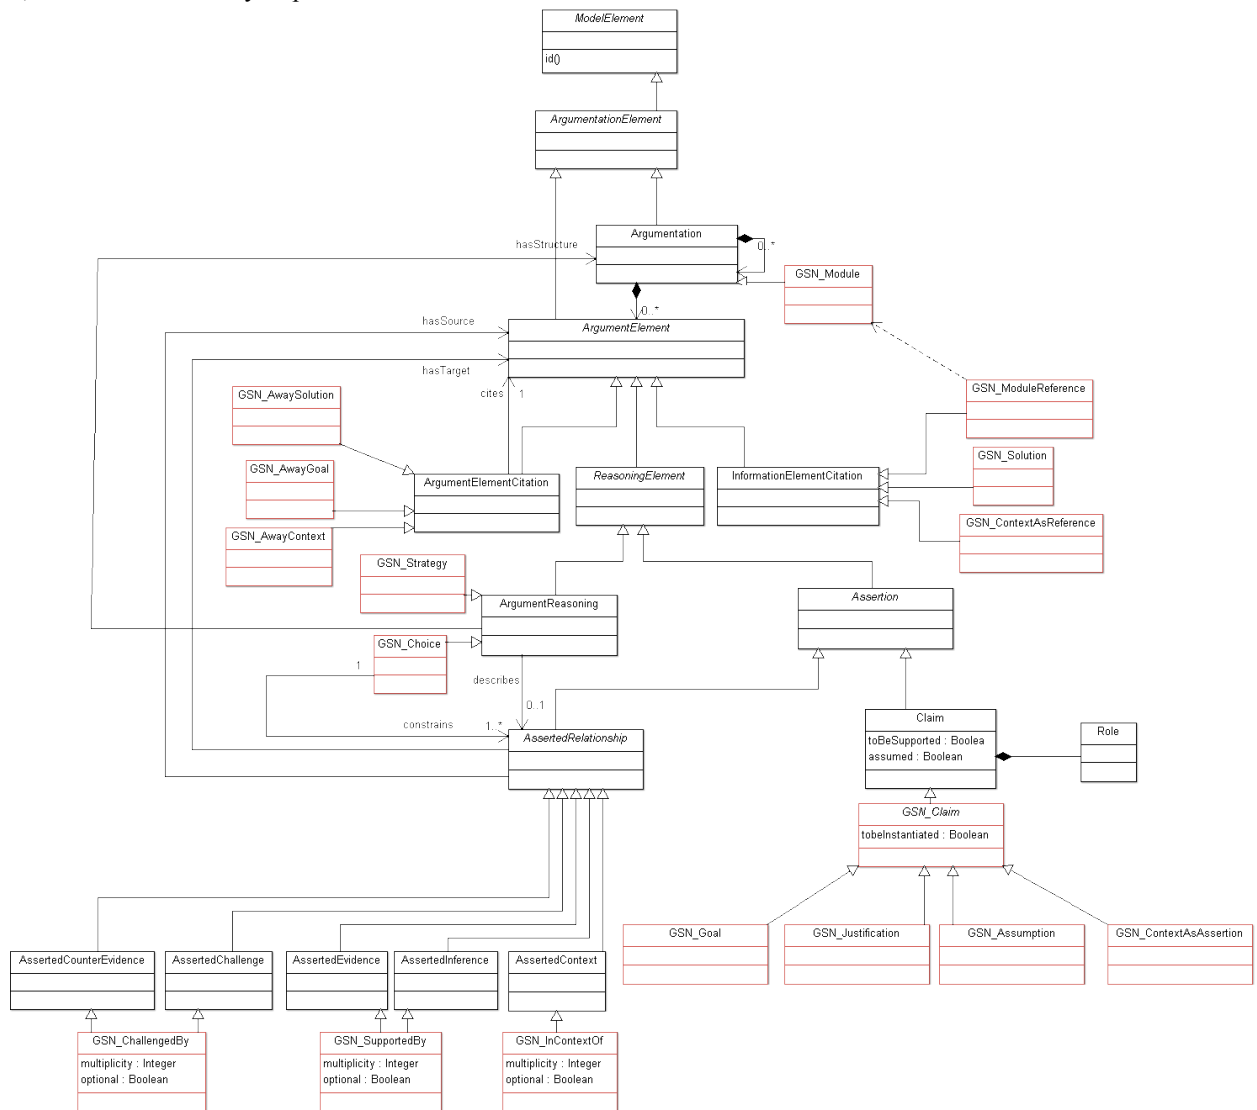 ModelElement
id()
ArgumentationElement
Argumentation
hasStructure
0..*
GSN_Module
0..*
hasSource
ArgumentElement
hasTarget
cites
1
GSN_AwaySolution
GSN_ModuleReference
GSN_AwayGoal
ArgumentElementCitation
ReasoningElement
InformationElementCitation
GSN_Solution
GSN_AwayContext
GSN_ContextAsReference
GSN_Strategy
ArgumentReasoning
Assertion
GSN_Choice
1
describes
0..1
constrains
1..*
AssertedRelationship
Claim
toBeSupported : Boolea
assumed : Boolean
Role
GSN_Claim
tobeInstantiated : Boolean
GSN_Goal
GSN_Justification
GSN_Assumption
GSN_ContextAsAssertion
AssertedCounterEvidence
AssertedChallenge
AssertedEvidence
AssertedInference
AssertedContext
GSN_ChallengedBy
multiplicity : Integer
optional : Boolean
GSN_SupportedBy
multiplicity : Integer
optional : Boolean
GSN_InContextOf
multiplicity : Integer
optional : Boolean